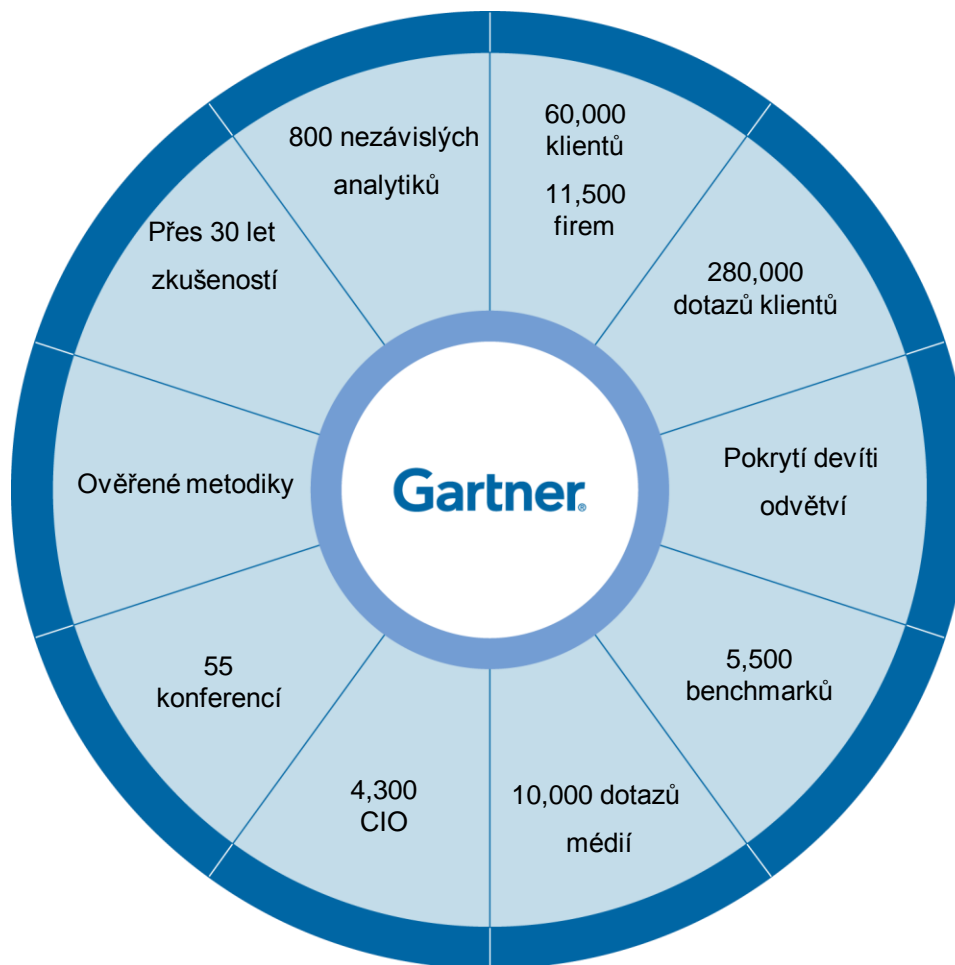 800 nezávislých
analytiků
60,000
klientů
11,500
firem
280,000
dotazů klientů
Pokrytí devíti
odvětví
5,500
benchmarků
10,000 dotazů
médií
4,300
CIO
55
konferencí
Ověřené metodiky
Přes 30 let
zkušeností
Gartner®